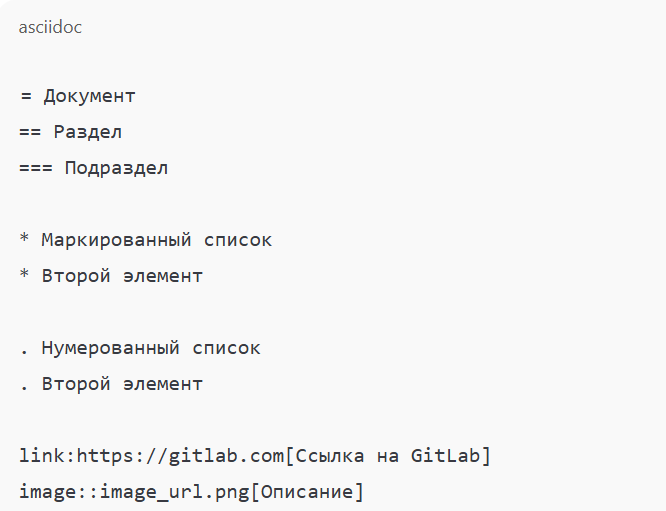 asciidoc
= Документ
== Раздел
=== Подраздел
* Маркированный список
* Второй элемент
. Нумерованный список
. Второй элемент
link:https://gitlab.com[Ссылка на GitLab]
image::image_url.png[Описание]